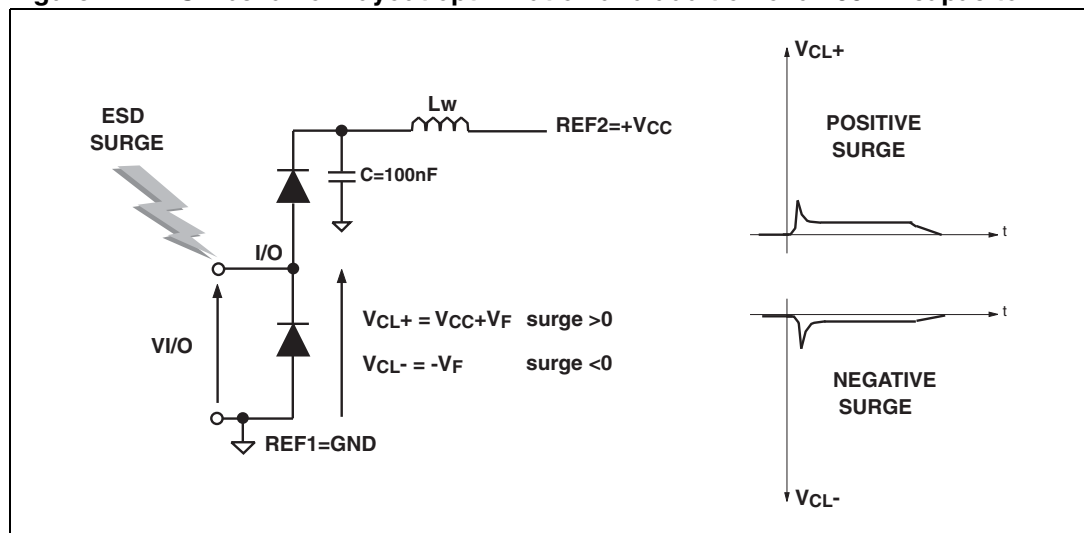 ESD
SURGE
Lw
REF2=+VCC
C=100nF
I/O
VI/O
VCL+ = VCC+VF surge >0
VCL- = -VF surge <0
REF1=GND
VCL+
POSITIVE
SURGE
t
t
NEGATIVE
SURGE
VCL-